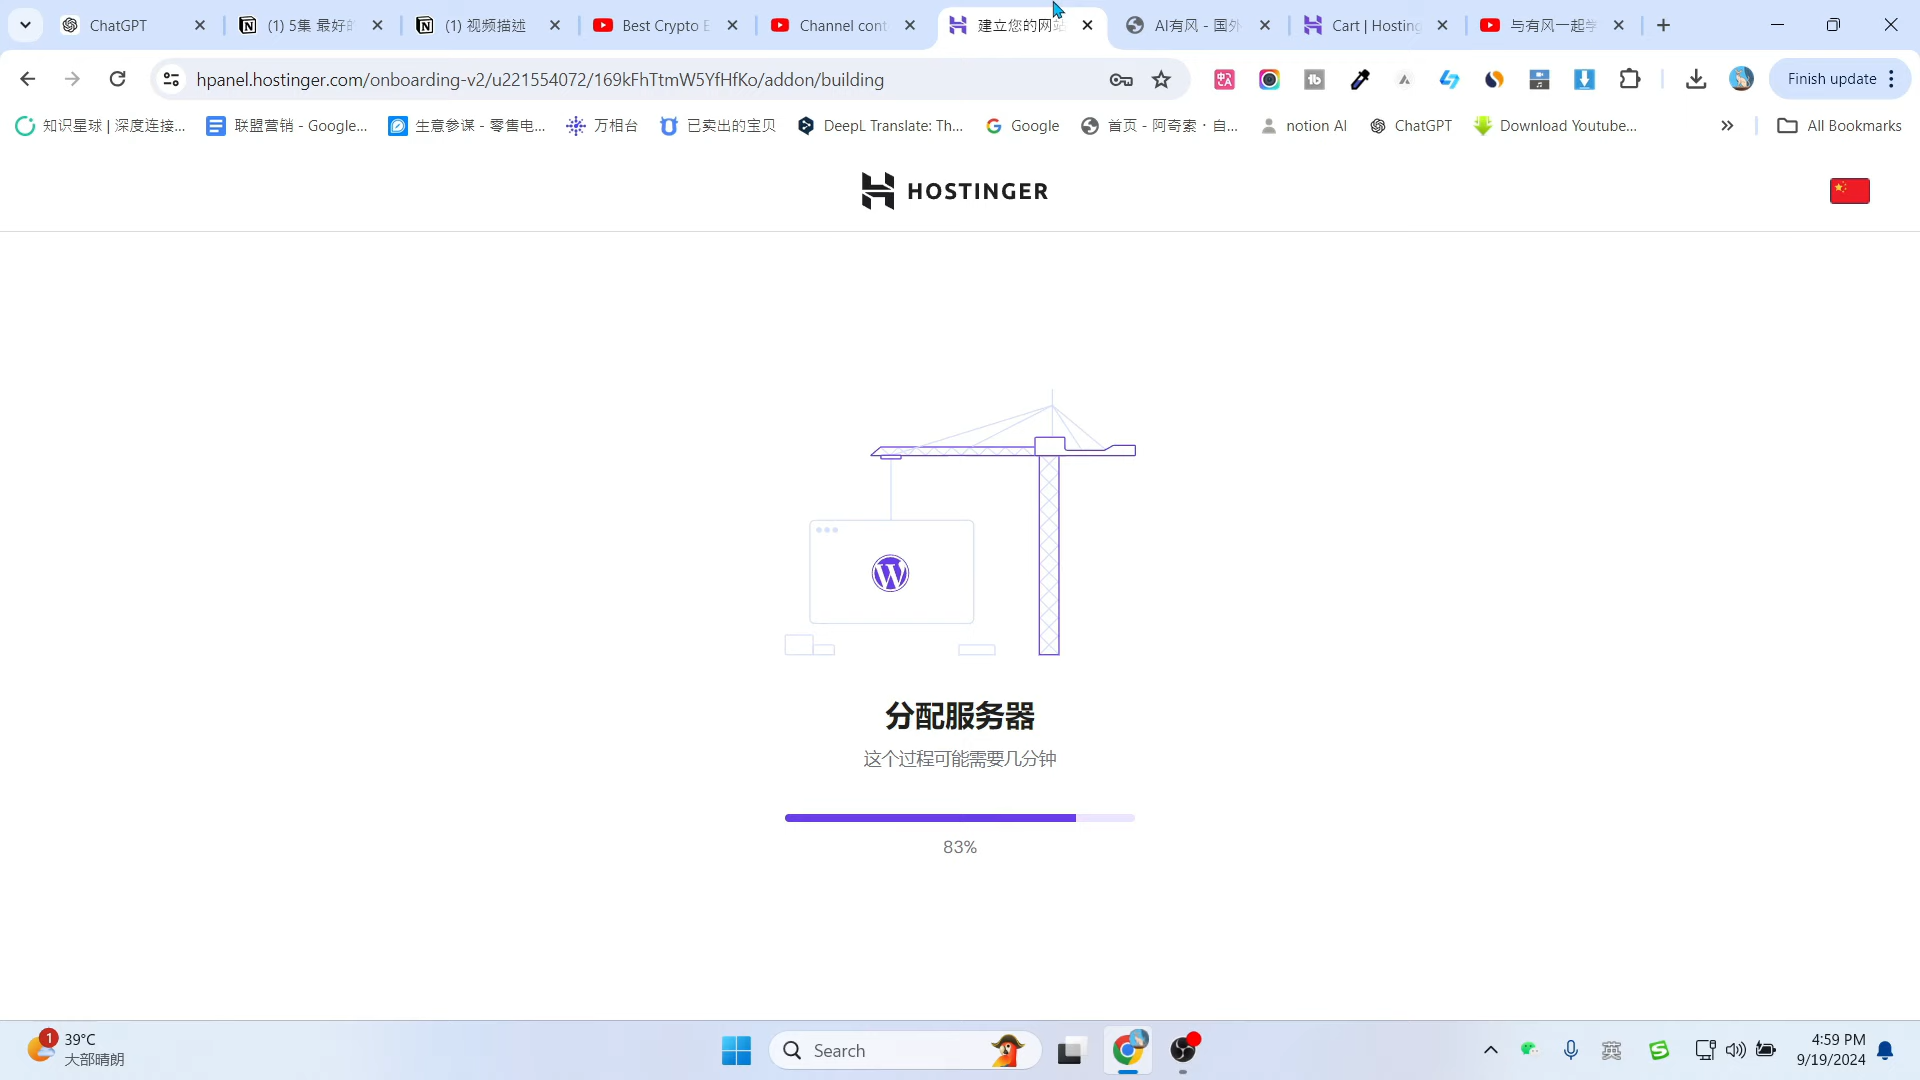 ChatGPT
(1) 5集 最好的
(1) 视频描述
Best Crypto E
Channel cont
建立您的网站
AI有风 - 国外
Cart | Hosting
与有风一起学
hpanel.hostinger.com/onboarding-v2/u221554072/169kFhTtmW5YfHfKo/addon/building
Finish update
知识星球 | 深度连接...
联盟营销 - Google...
生意参谋 - 零售电...
万相台
已卖出的宝贝
DeepL Translate: Th...
Google
首页 - 阿奇索 · 自...
notion AI
ChatGPT
Download Youtube...
All Bookmarks
HOSTINGER
分配服务器
这个过程可能需要几分钟
83%
1
39°C
大部晴朗
Search
英
4:59 PM
9/19/2024